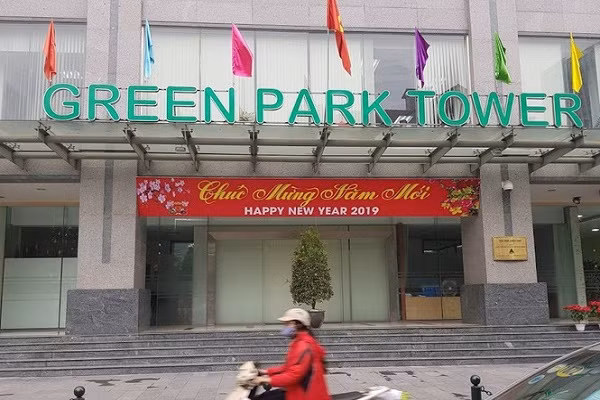 GREEN PARK TOWER
Chúc Mừng Năm Mới
HAPPY NEW YEAR 2019